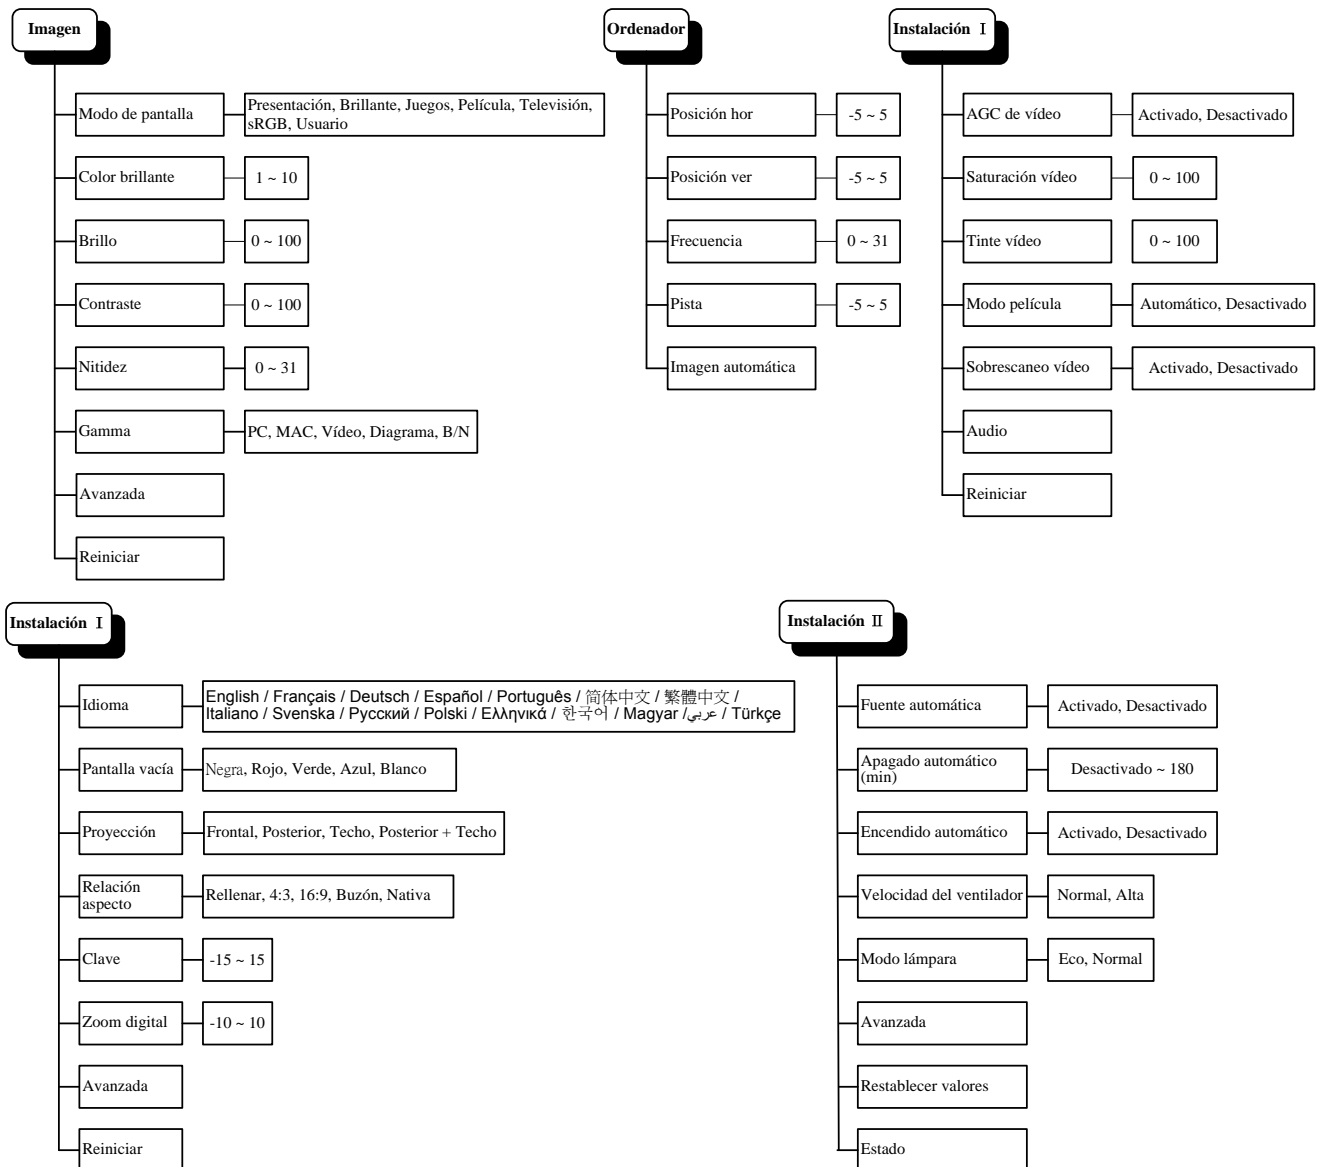 Imagen
Modo de pantalla
Presentación, Brillante, Juegos, Película, Televisión,
sRGB, Usuario
Color brillante
1 ~ 10
Brillo
0 ~ 100
Contraste
0 ~ 100
Nitidez
0 ~ 31
Gamma
PC, MAC, Vídeo, Diagrama, B/N
Avanzada
Reiniciar
Ordenador
Posición hor
-5 ~ 5
Posición ver
-5 ~ 5
Frecuencia
0 ~ 31
Pista
-5 ~ 5
Imagen automática
Instalación Ⅰ
AGC de vídeo
Activado, Desactivado
Saturación vídeo
0 ~ 100
Tinte vídeo
0 ~ 100
Modo película
Automático, Desactivado
Sobrescaneo vídeo
Activado, Desactivado
Audio
Reiniciar
Instalación Ⅰ
Idioma
English / Français / Deutsch / Español / Português / 简体中文 / 繁體中文 /
Italiano / Svenska / Русский / Polski / Ελληνικά / 한국어 / Magyar /عربي / Türkçe
Pantalla vacía
Negra, Rojo, Verde, Azul, Blanco
Proyección
Frontal, Posterior, Techo, Posterior + Techo
Relación
aspecto
Rellenar, 4:3, 16:9, Buzón, Nativa
Clave
-15 ~ 15
Zoom digital
-10 ~ 10
Avanzada
Reiniciar
Instalación Ⅱ
Fuente automática
Activado, Desactivado
Apagado automático
(min)
Desactivado ~ 180
Encendido automático
Activado, Desactivado
Velocidad del ventilador
Normal, Alta
Modo lámpara
Eco, Normal
Avanzada
Restablecer valores
Estado